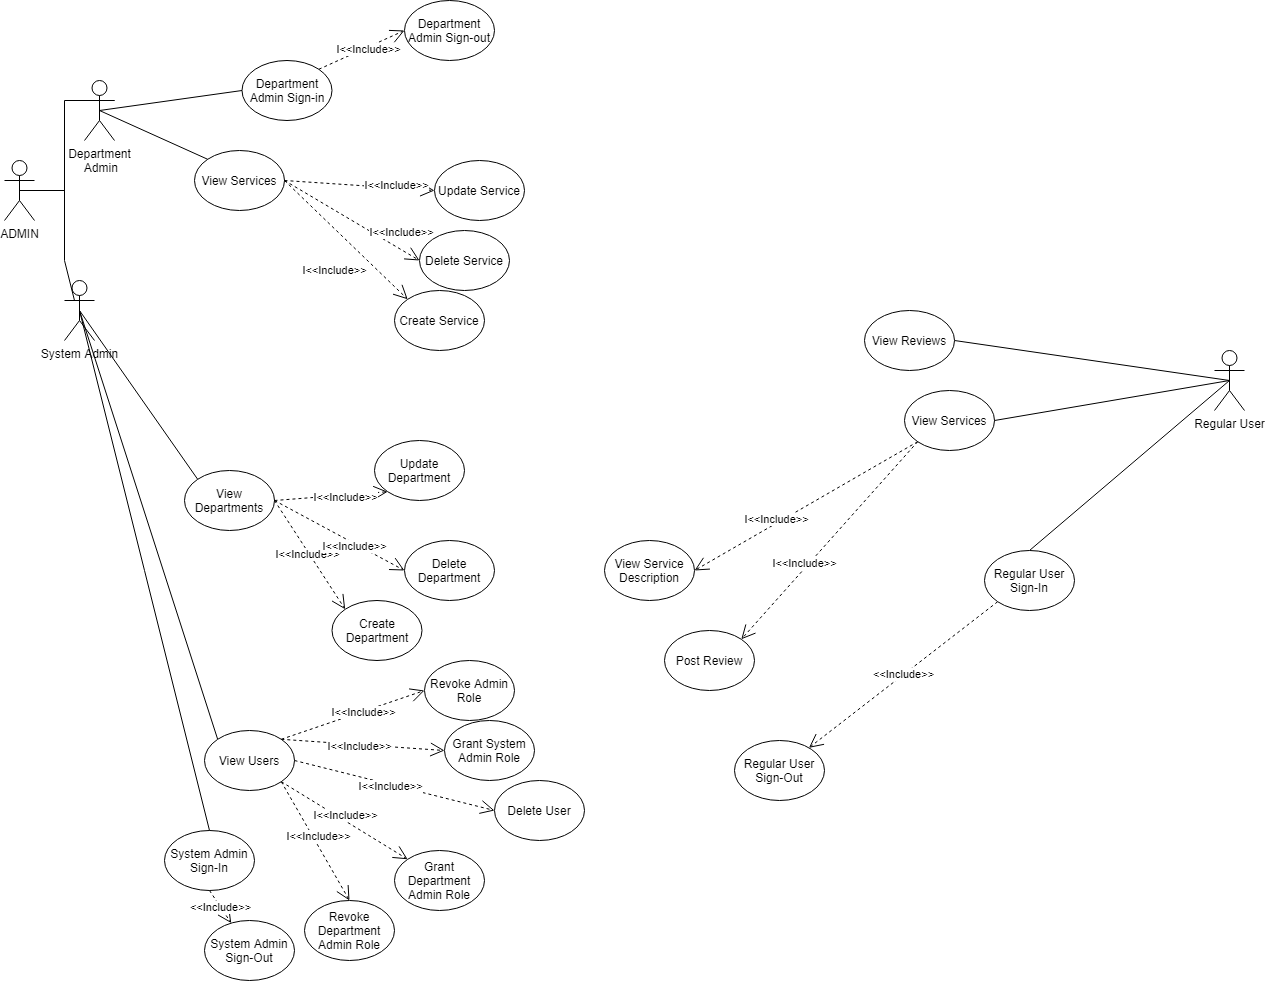 Department
Admin Sign-out
I<<Include>>
Department
Admin Sign-in
Department
Admin
View Services
I<<Include>>
Update Service
ADMIN
I<<Include>>
Delete Service
I<<Include>>
Create Service
System Admin
View Reviews
View Services
Regular User
Update
Department
View
Departments
I<<Include>>
I<<Include>>
I<<Include>>
Delete
Department
Create
Department
I<<Include>>
View Service
Description
I<<Include>>
Regular User
Sign-In
Post Review
<<Include>>
Regular User
Sign-Out
Revoke Admin
Role
I<<Include>>
Grant System
Admin Role
I<<Include>>
View Users
I<<Include>>
Delete User
I<<Include>>
I<<Include>>
System Admin
Sign-In
Grant
Department
Admin Role
<<Include>>
Revoke
Department
Admin Role
System Admin
Sign-Out